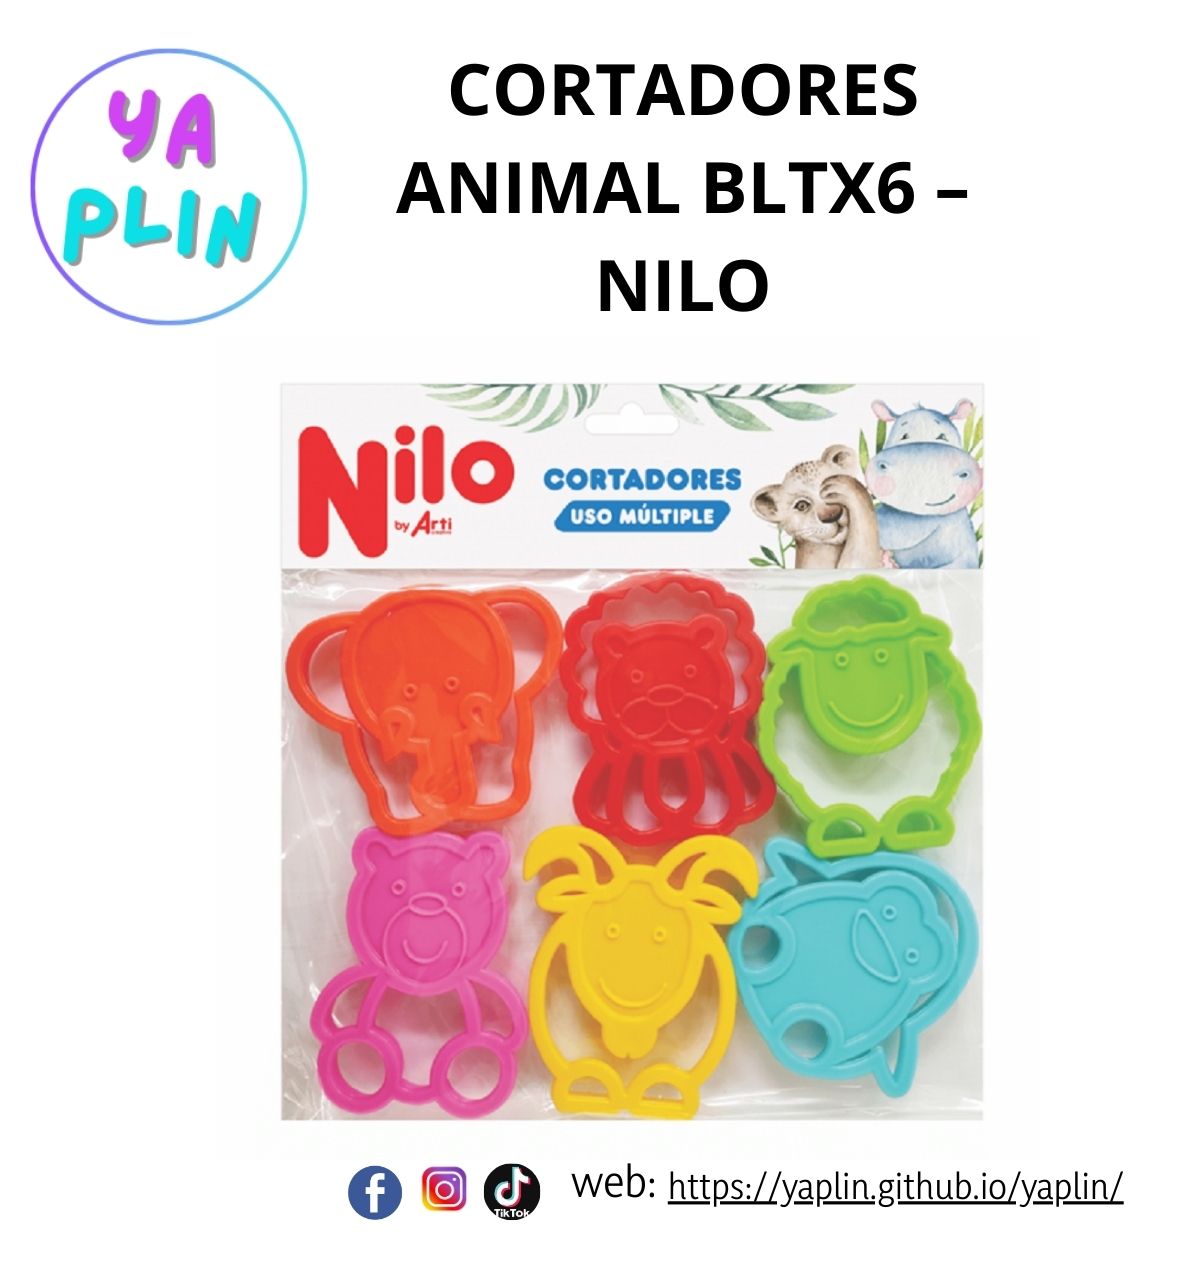 YA
PLIN
CORTADORES
ANIMAL BLTX6 –
NILO
Nilo
by Arti
CORTADORES
USO MÚLTIPLE
TikTok
web: https://yaplin.github.io/yaplin/